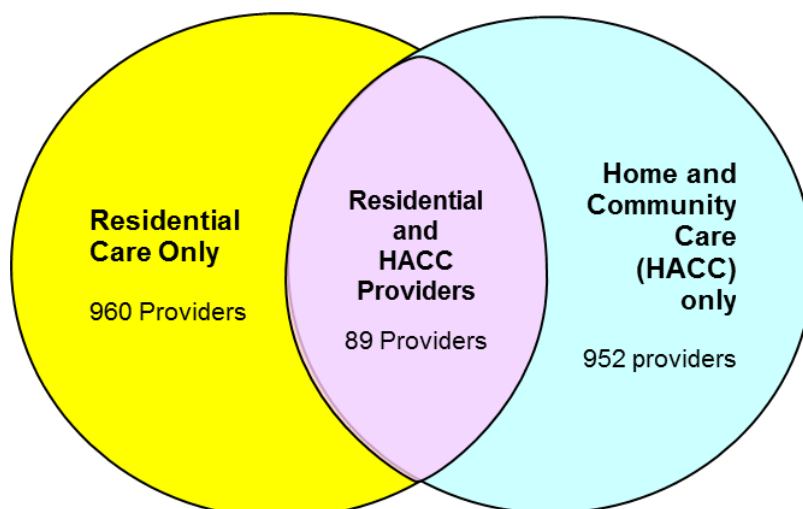 Residential
Care Only
960 Providers
Residential
and
HACC
Providers
89 Providers
Home and
Community
Care
(HACC)
only
952 providers